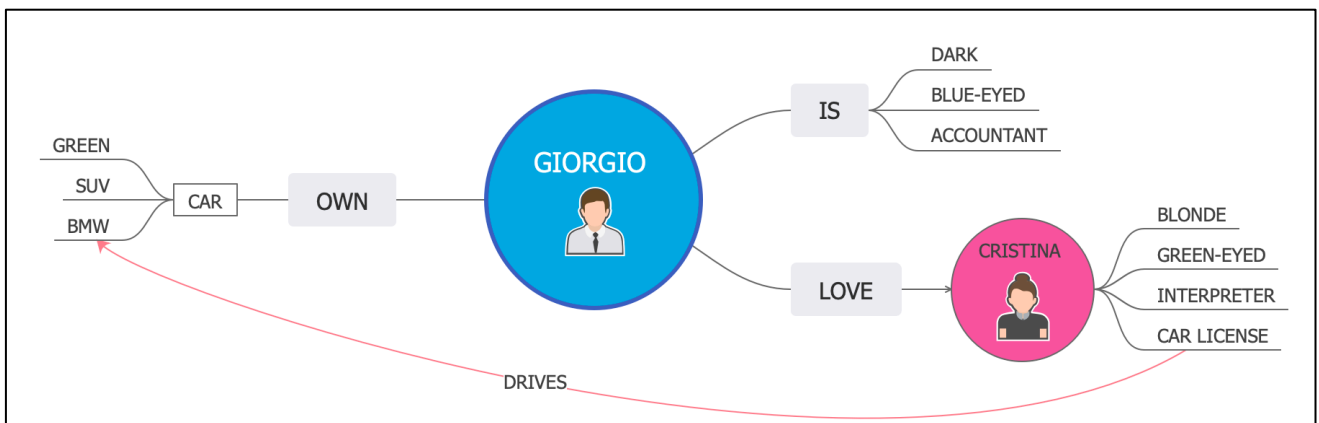 GIORGIO
IS
DARK
BLUE-EYED
ACCOUNTANT
OWN
CAR
GREEN
SUV
BMW
LOVE
CRISTINA
BLONDE
GREEN-EYED
INTERPRETER
CAR LICENSE
DRIVES